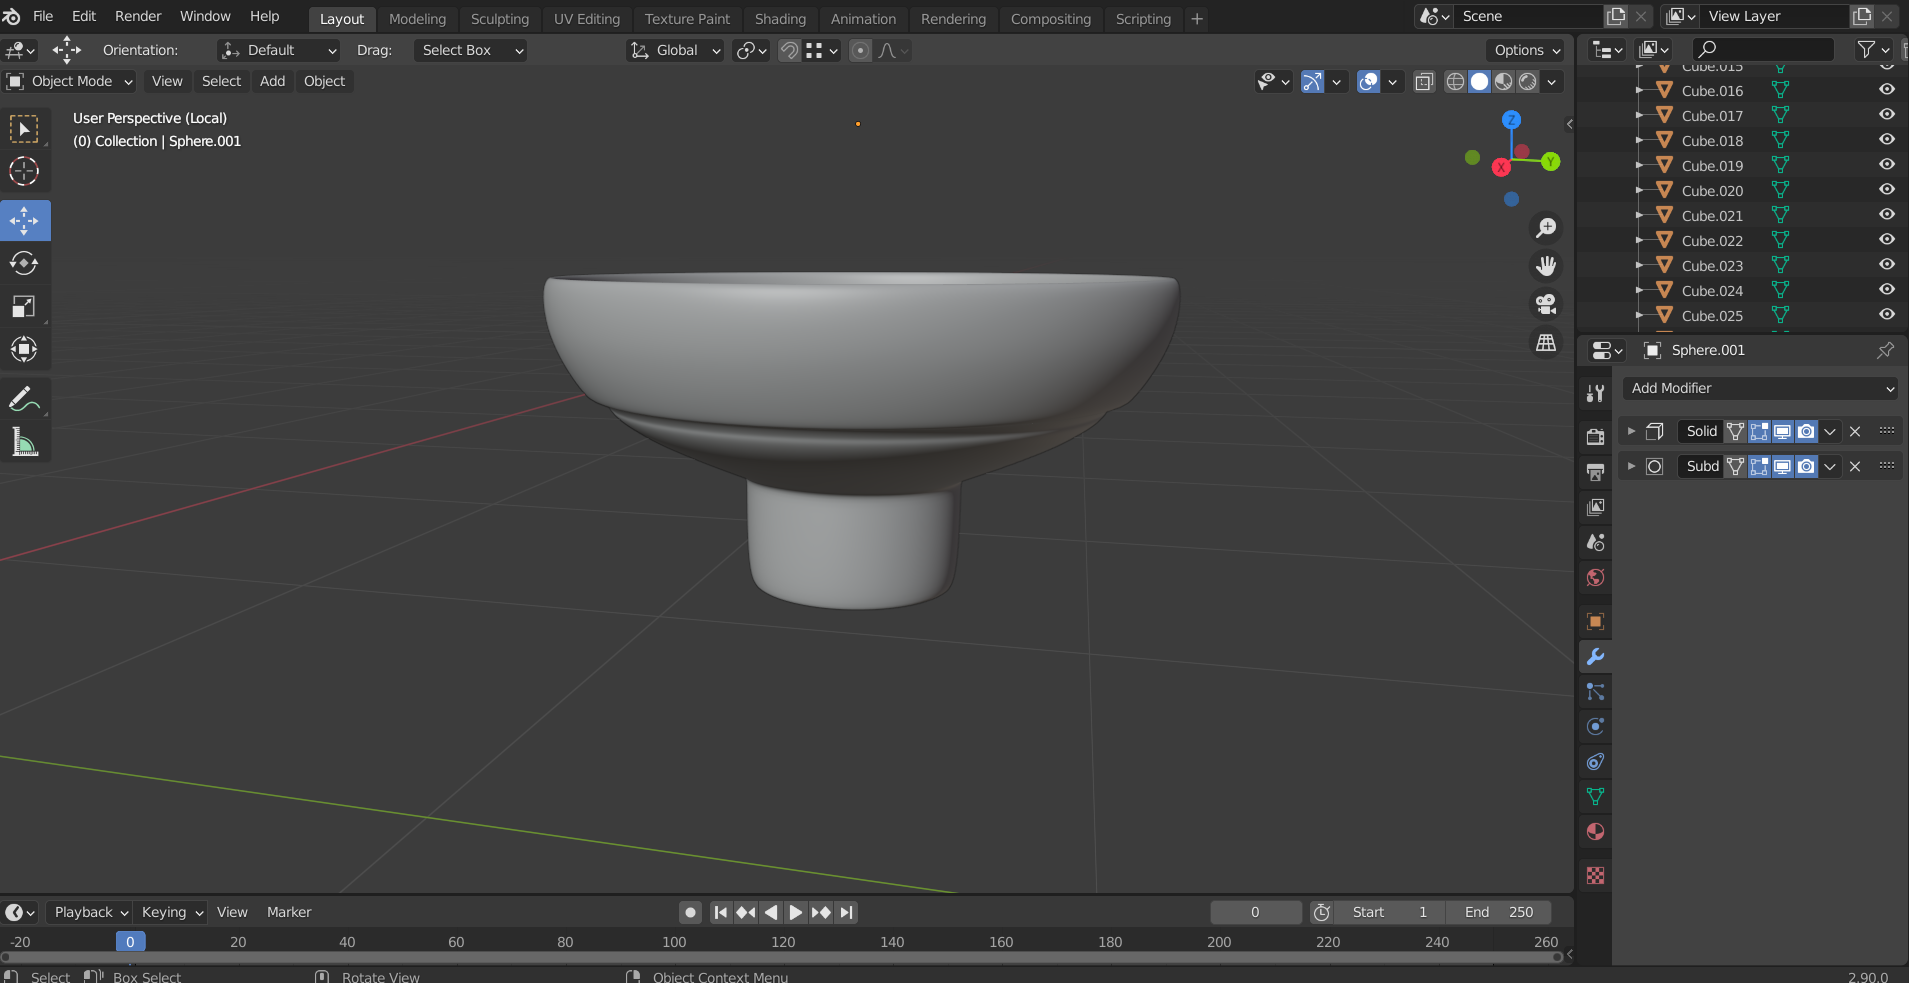 File Edit Render Window Help Layout Modeling Sculpting UV Editing Texture Paint Shading Animation Rendering Compositing Scripting + Scene View Layer
Orientation: Default Drag: Select Box Global Options
Object Mode View Select Add Object
User Perspective (Local)
(0) Collection | Sphere.001
Z
Y
X
Cube.015
Cube.016
Cube.017
Cube.018
Cube.019
Cube.020
Cube.021
Cube.022
Cube.023
Cube.024
Cube.025
Sphere.001
Add Modifier
Solid
Subd
Playback Keying View Marker 0 Start 1 End 250
-20 0 20 40 60 80 100 120 140 160 180 200 220 240 260
Select Box Select Rotate View Object Context Menu 2.90.0